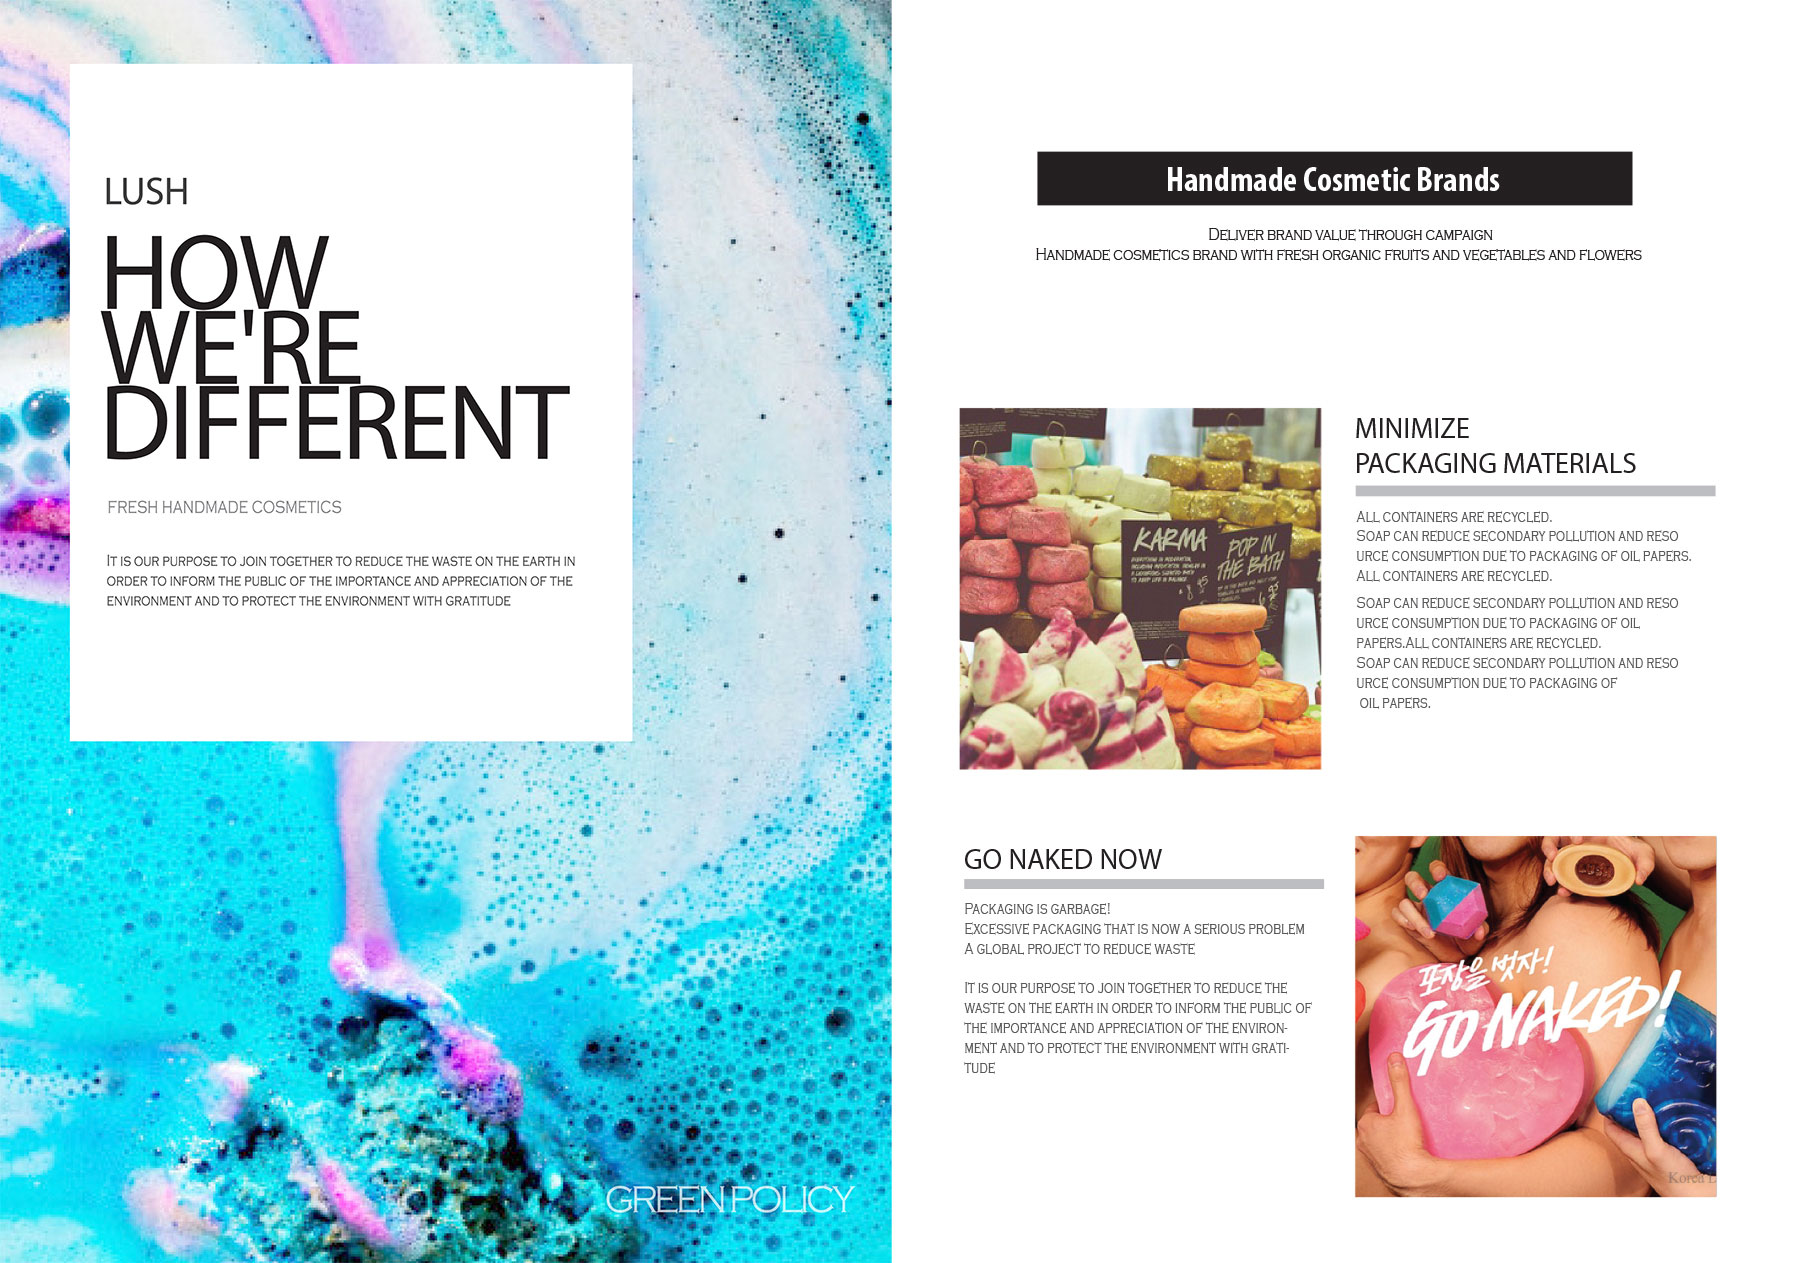 LUSH
HOW
WE'RE
DIFFERENT
FRESH HANDMADE COSMETICS
IT IS OUR PURPOSE TO JOIN TOGETHER TO REDUCE THE WASTE ON THE EARTH IN
ORDER TO INFORM THE PUBLIC OF THE IMPORTANCE AND APPRECIATION OF THE
ENVIRONMENT AND TO PROTECT THE ENVIRONMENT WITH GRATITUDE
GREEN POLICY
Handmade Cosmetic Brands
DELIVER BRAND VALUE THROUGH CAMPAIGN
HANDMADE COSMETICS BRAND WITH FRESH ORGANIC FRUITS AND VEGETABLES AND FLOWERS
KARMA
POP IN
THE BATH
MINIMIZE
PACKAGING MATERIALS
ALL CONTAINERS ARE RECYCLED.
SOAP CAN REDUCE SECONDARY POLLUTION AND RESO
URCE CONSUMPTION DUE TO PACKAGING OF OIL PAPERS.
ALL CONTAINERS ARE RECYCLED.
SOAP CAN REDUCE SECONDARY POLLUTION AND RESO
URCE CONSUMPTION DUE TO PACKAGING OF OIL
PAPERS.ALL CONTAINERS ARE RECYCLED.
SOAP CAN REDUCE SECONDARY POLLUTION AND RESO
URCE CONSUMPTION DUE TO PACKAGING OF
OIL PAPERS.
GO NAKED NOW
PACKAGING IS GARBAGE!
EXCESSIVE PACKAGING THAT IS NOW A SERIOUS PROBLEM
A GLOBAL PROJECT TO REDUCE WASTE
IT IS OUR PURPOSE TO JOIN TOGETHER TO REDUCE THE
WASTE ON THE EARTH IN ORDER TO INFORM THE PUBLIC OF
THE IMPORTANCE AND APPRECIATION OF THE ENVIRON-
MENT AND TO PROTECT THE ENVIRONMENT WITH GRATI-
TUDE
LUSH
포장을 벗자!
GO NAKED!
Korea L